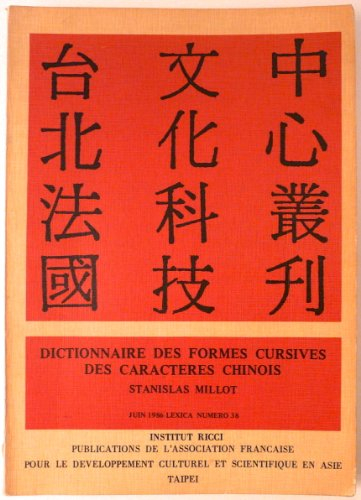 台北法國
文化科技
中心叢刊
DICTIONNAIRE DES FORMES CURSIVES
DES CARACTERES CHINOIS
STANISLAS MILLOT
JUIN 1986 LEXICA NUMERO 38
INSTITUT RICCI
PUBLICATIONS DE L'ASSOCIATION FRANCAISE
POUR LE DEVELOPPEMENT CULTUREL ET SCIENTIFIQUE EN ASIE
TAIPEI